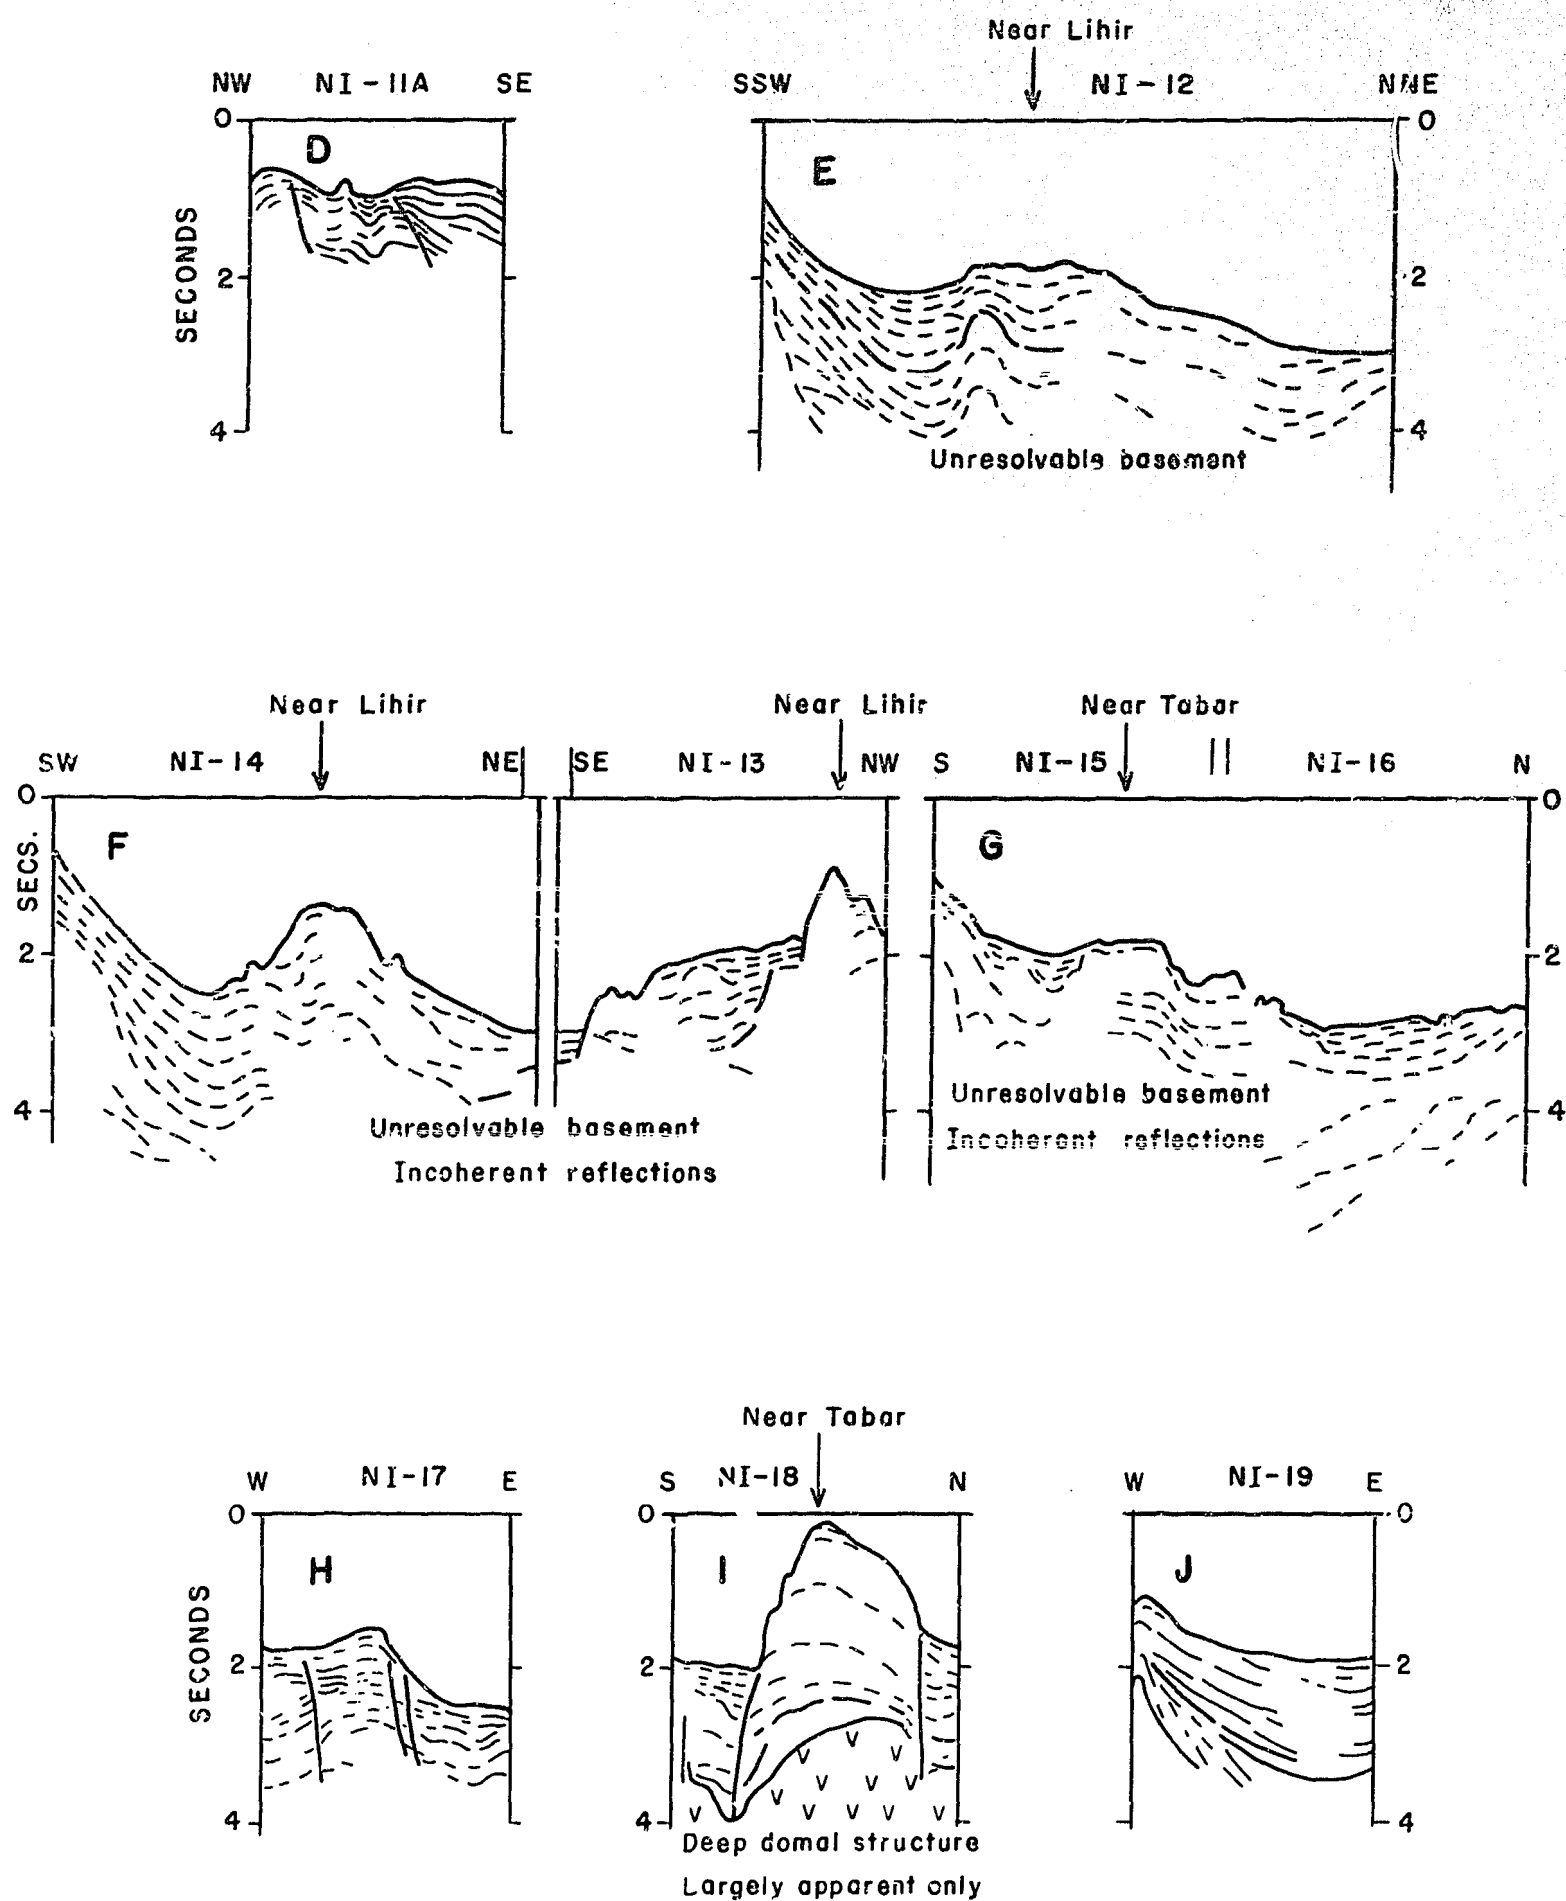 Near Lihir
NW NI-11A SE
SSW NI-12 NNE
0
0
D
E
SECONDS
2
2
4
4
Unresolvable basement
Near Lihir
Near Lihir
Near Tabar
SW NI-14 NE
SE NI-13 NW
S NI-15 NI-16 N
0
0
F
G
SECS.
2
2
4
4
Unresolvable basement
Incoherent reflections
Unresolvable basement
Incoherent reflections
Near Tabar
W NI-17 E
S NI-18 N
W NI-19 E
0
0
0
H
I
J
SECONDS
2
2
2
4
4
4
V V V
V V V V
V V V V V V
Deep domal structure
Largely apparent only